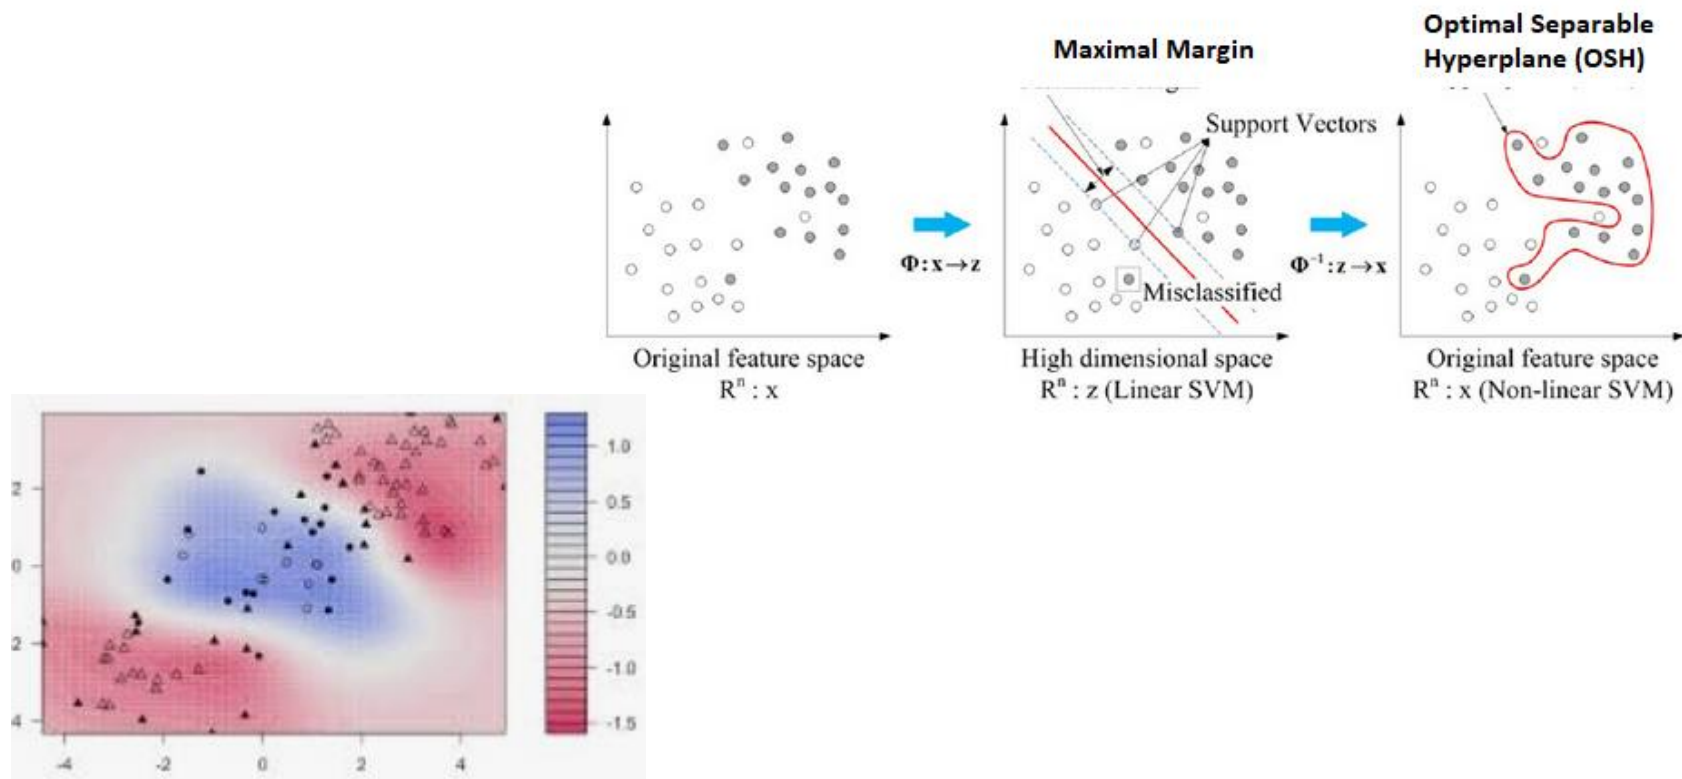 Maximal Margin
Optimal Separable
Hyperplane (OSH)
Support Vectors
Misclassified
Φ : x→z
Φ⁻¹ : z→x
Original feature space
Rⁿ : x
High dimensional space
Rⁿ : z (Linear SVM)
Original feature space
Rⁿ : x (Non-linear SVM)
2
0
2
4
-4
-2
0
2
4
1.0
0.5
0.0
-0.5
-1.0
-1.5